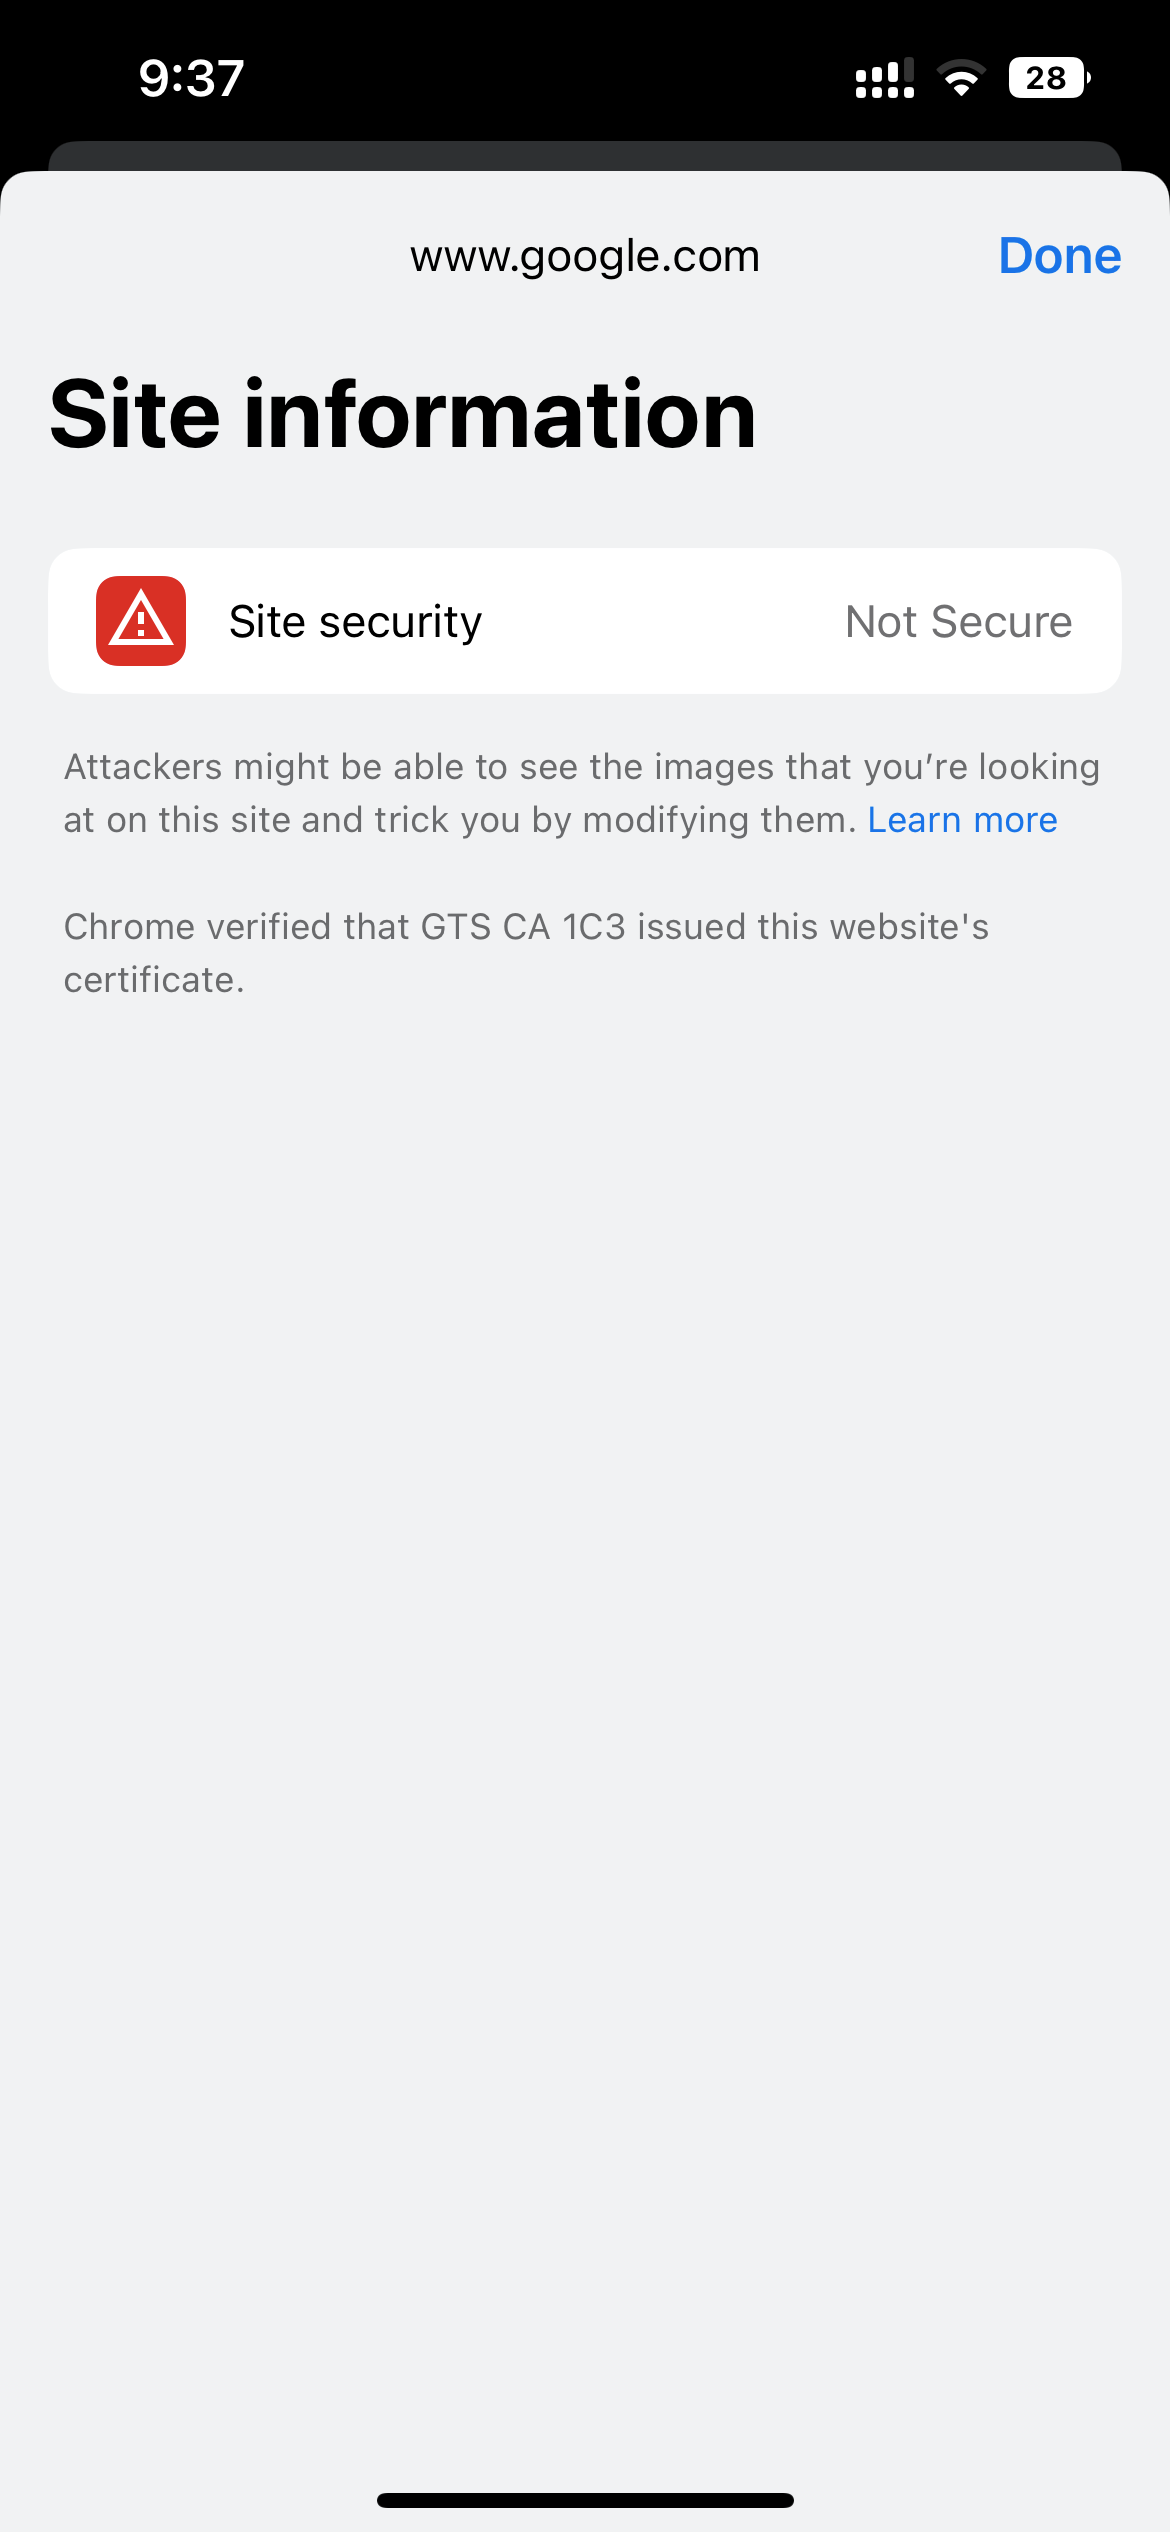 9:37
28
www.google.com
Done
Site information
Site security
Not Secure
Attackers might be able to see the images that you’re looking
at on this site and trick you by modifying them. Learn more
Chrome verified that GTS CA 1C3 issued this website's
certificate.